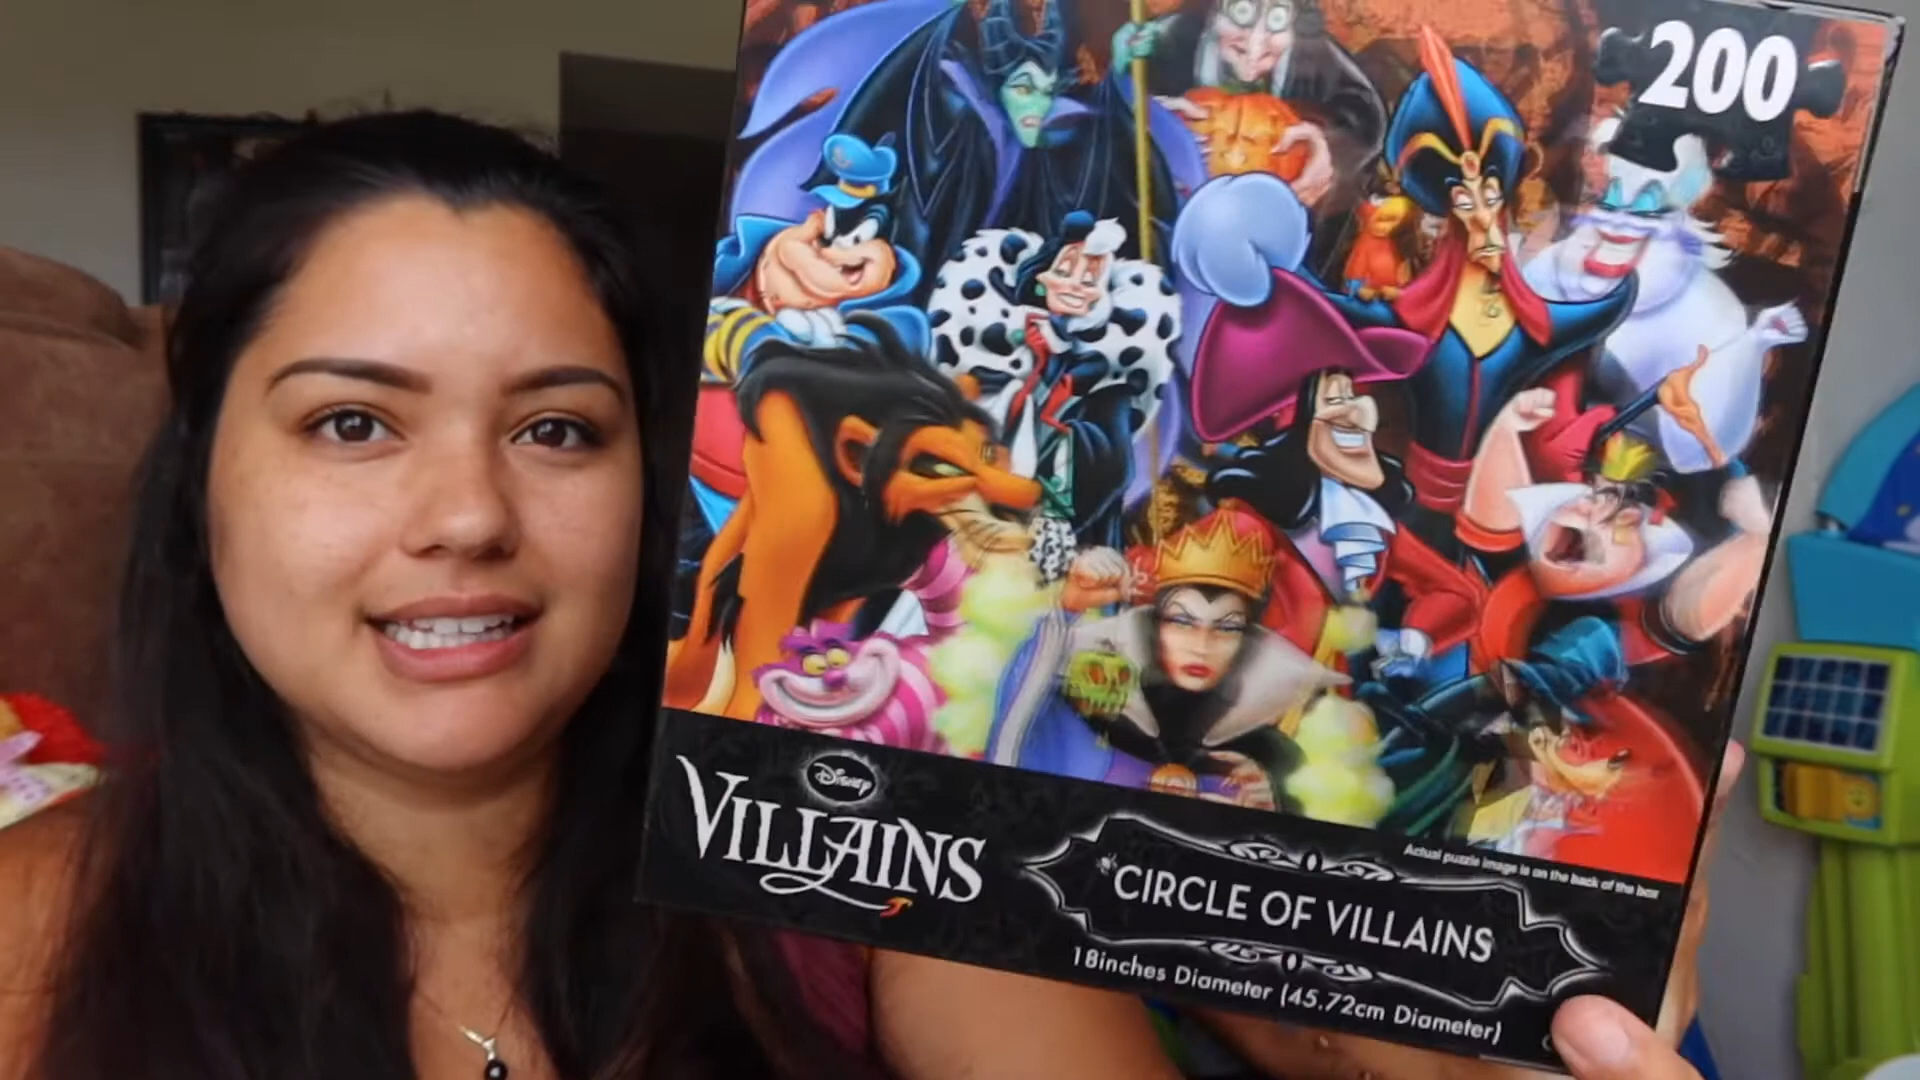 200
Disney
VILLAINS
Actual puzzle image is on the back of the box
CIRCLE OF VILLAINS
18inches Diameter (45.72cm Diameter)